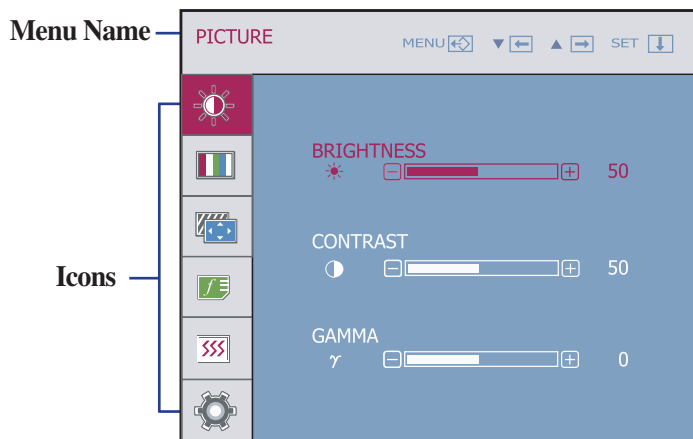 Menu Name
PICTURE
MENU ▼ ▲ SET
Icons
BRIGHTNESS
50
CONTRAST
50
GAMMA
γ 0
f